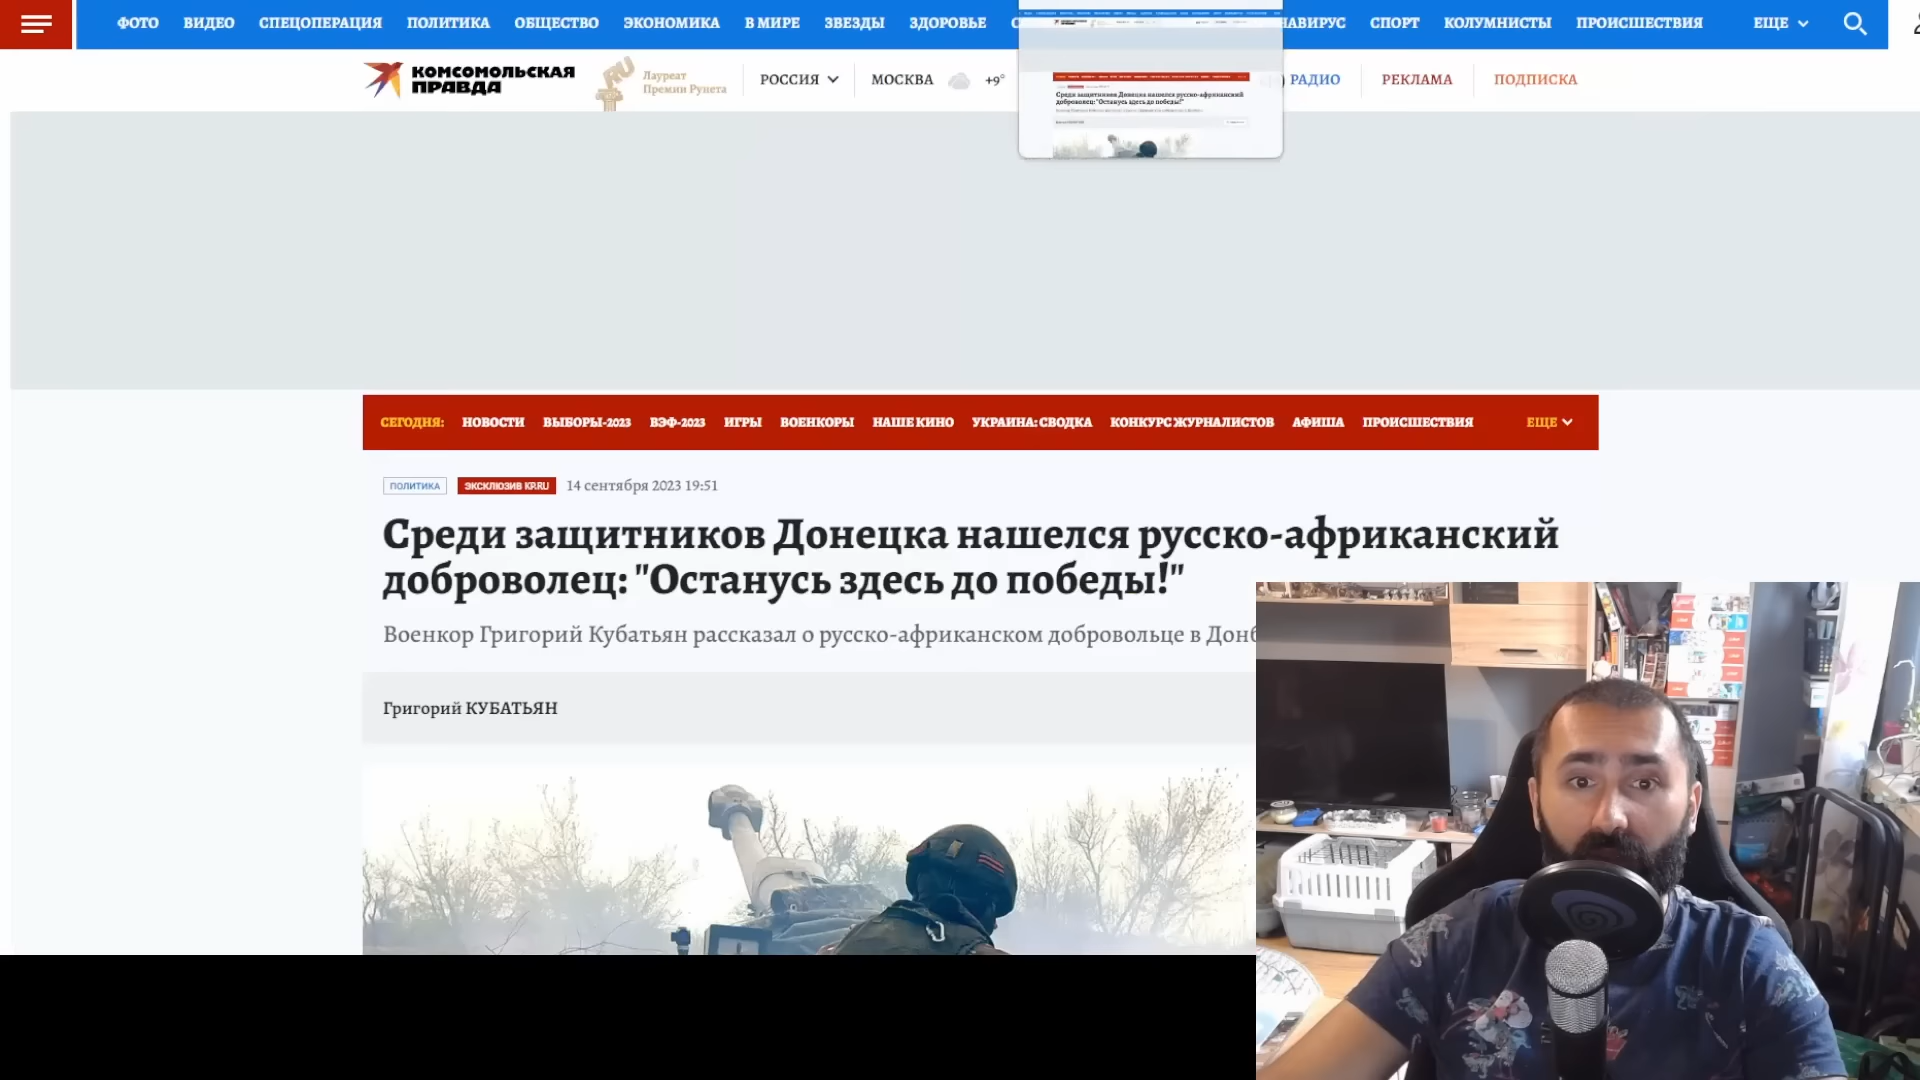 ФОТО ВИДЕО СПЕЦОПЕРАЦИЯ ПОЛИТИКА ОБЩЕСТВО ЭКОНОМИКА В МИРЕ ЗВЕЗДЫ ЗДОРОВЬЕ СПОРТ КОЛУМНИСТЫ ПРОИСШЕСТВИЯ ЕЩЕ
КОМСОМОЛЬСКАЯ
ПРАВДА
Лауреат
Премии Рунета
РОССИЯ МОСКВА +9° РАДИО РЕКЛАМА ПОДПИСКА
Среди защитников Донецка нашелся русско-африканский
доброволец: "Останусь здесь до победы!"
СЕГОДНЯ: НОВОСТИ ВЫБОРЫ-2023 ВЭФ-2023 ИГРЫ ВОЕНКОРЫ НАШЕ КИНО УКРАИНА: СВОДКА КОНКУРС ЖУРНАЛИСТОВ АФИША ПРОИСШЕСТВИЯ ЕЩЕ
ПОЛИТИКА ЭКСКЛЮЗИВ KP.RU 14 сентября 2023 19:51
Среди защитников Донецка нашелся русско-африканский
доброволец: "Останусь здесь до победы!"
Военкор Григорий Кубатьян рассказал о русско-африканском добровольце в
Григорий КУБАТЬЯН